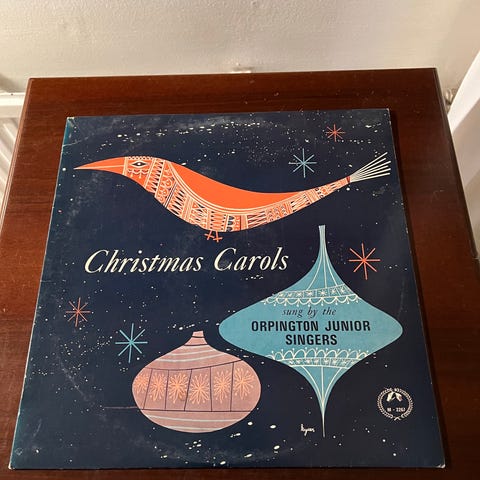 Christmas Carols
sung by the
ORPINGTON JUNIOR
SINGERS